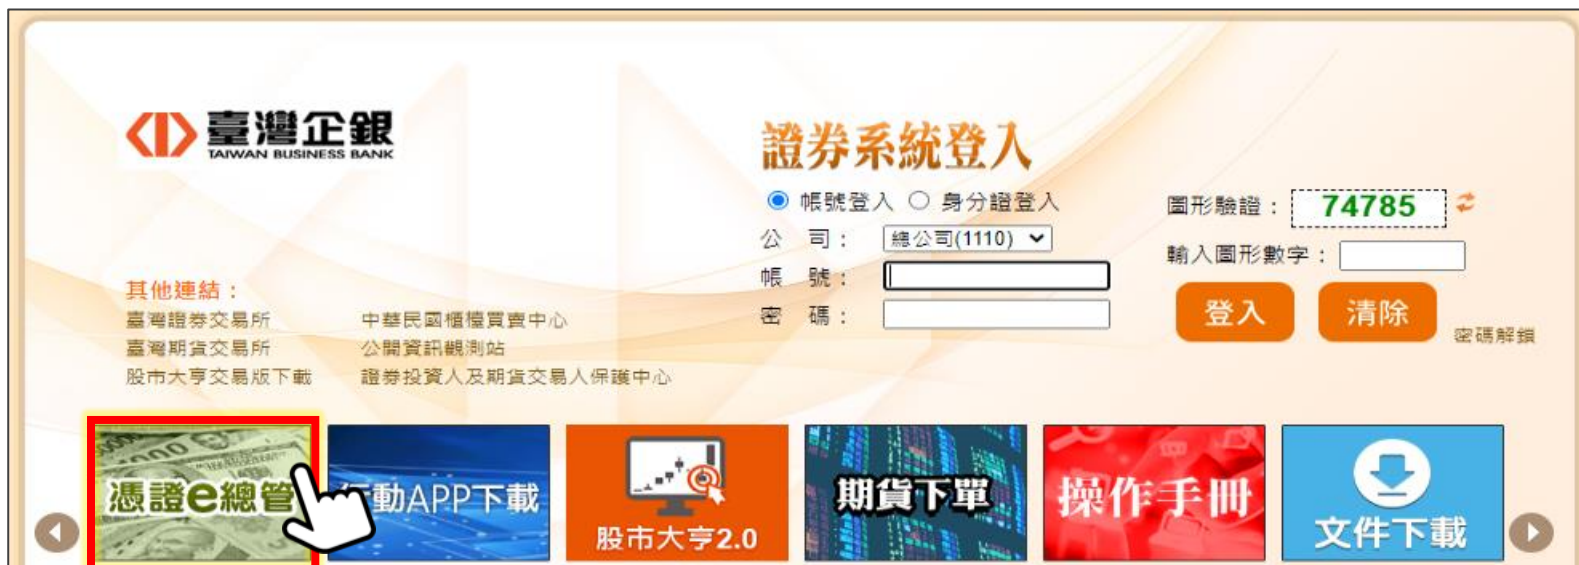 臺灣企銀
TAIWAN BUSINESS BANK
證券系統登入
帳號登入 身分證登入
公 司： 總公司(1110)
帳 號：
密 碼：
圖形驗證： 74785
輸入圖形數字：
登入 清除 密碼解鎖
其他連結：
臺灣證券交易所 中華民國櫃檯買賣中心
臺灣期貨交易所 公開資訊觀測站
股市大亨交易版下載 證券投資人及期貨交易人保護中心
憑證e總管
動APP下載
股市大亨2.0
期貨下單
操作手冊
文件下載